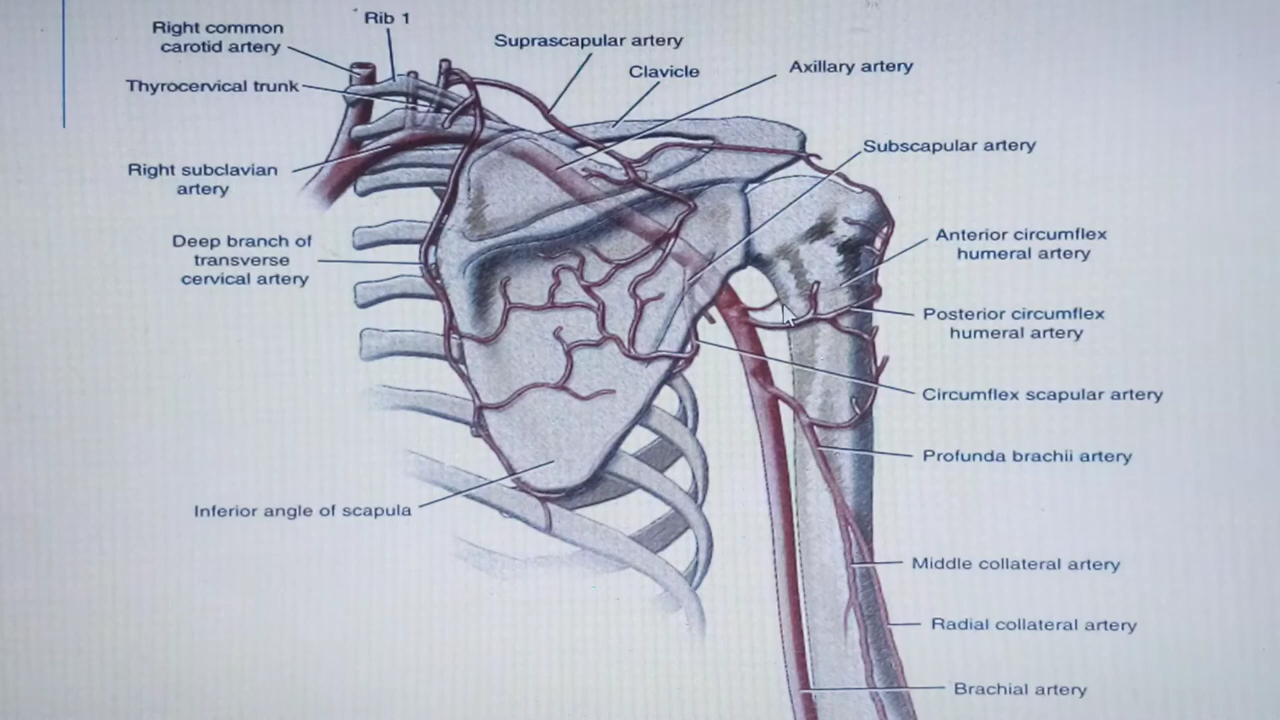 Rib 1
Right common
carotid artery
Suprascapular artery
Clavicle
Axillary artery
Thyrocervical trunk
Subscapular artery
Right subclavian
artery
Deep branch of
transverse
cervical artery
Anterior circumflex
humeral artery
Posterior circumflex
humeral artery
Circumflex scapular artery
Profunda brachii artery
Inferior angle of scapula
Middle collateral artery
Radial collateral artery
Brachial artery